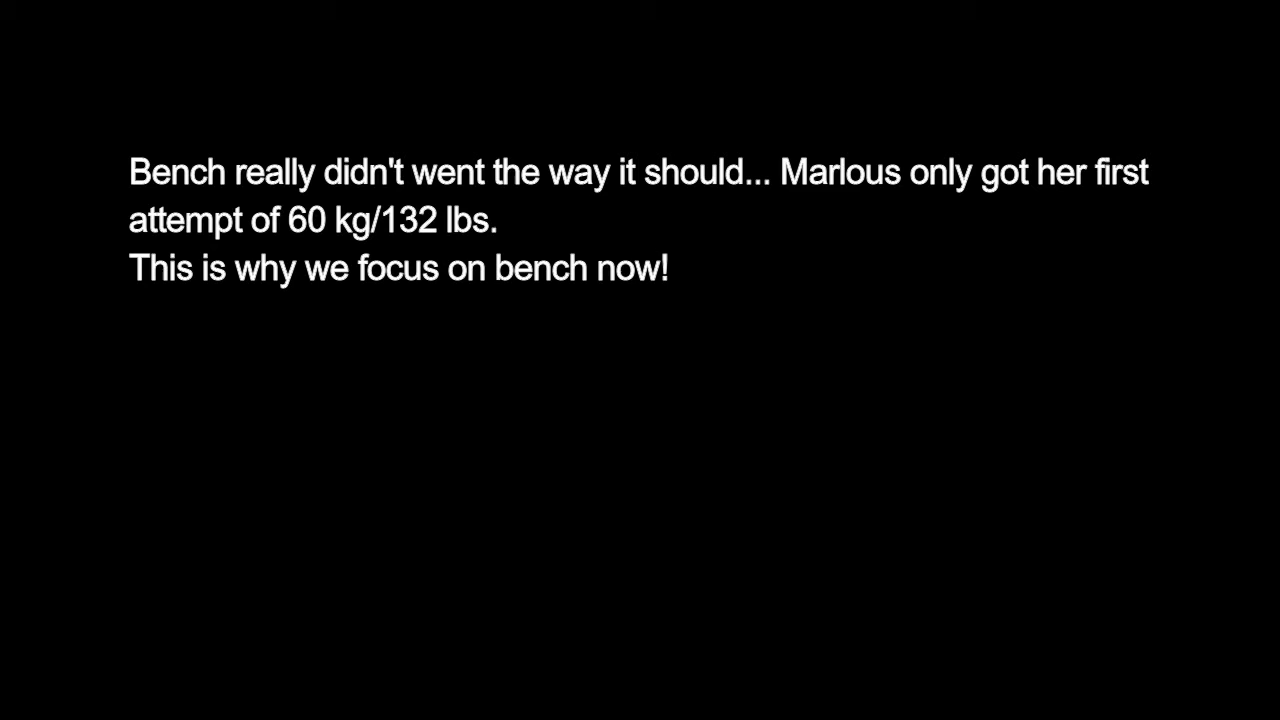 Bench really didn't went the way it should... Marlous only got her first
attempt of 60 kg/132 lbs.
This is why we focus on bench now!